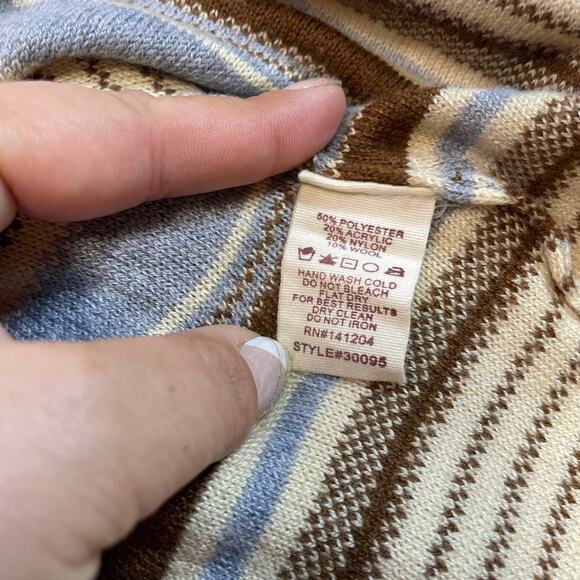 50% POLYESTER
20% ACRYLIC
20% NYLON
10% WOOL
HAND WASH COLD
DO NOT BLEACH
FLAT DRY
FOR BEST RESULTS
DRY CLEAN
DO NOT IRON
RN#141204
STYLE#30095